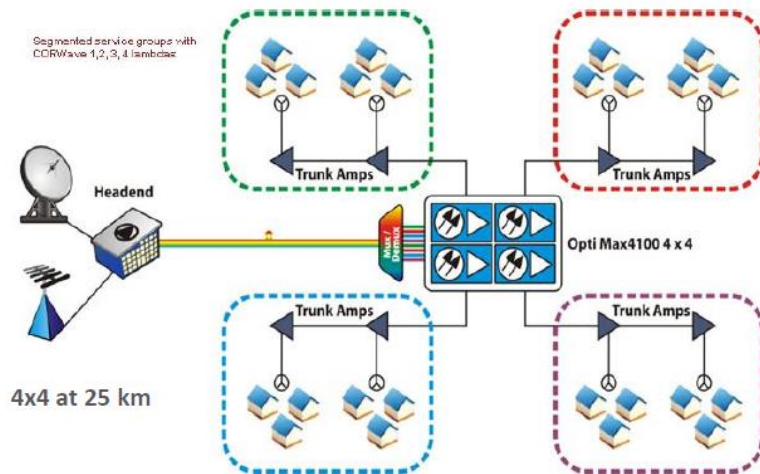 Segmented service groups with
CORWave 1,2, 3, 4 lambdas
Headend
Trunk Amps
Trunk Amps
Mux /
Demux
Opti Max4100 4 x 4
Trunk Amps
Trunk Amps
4x4 at 25 km